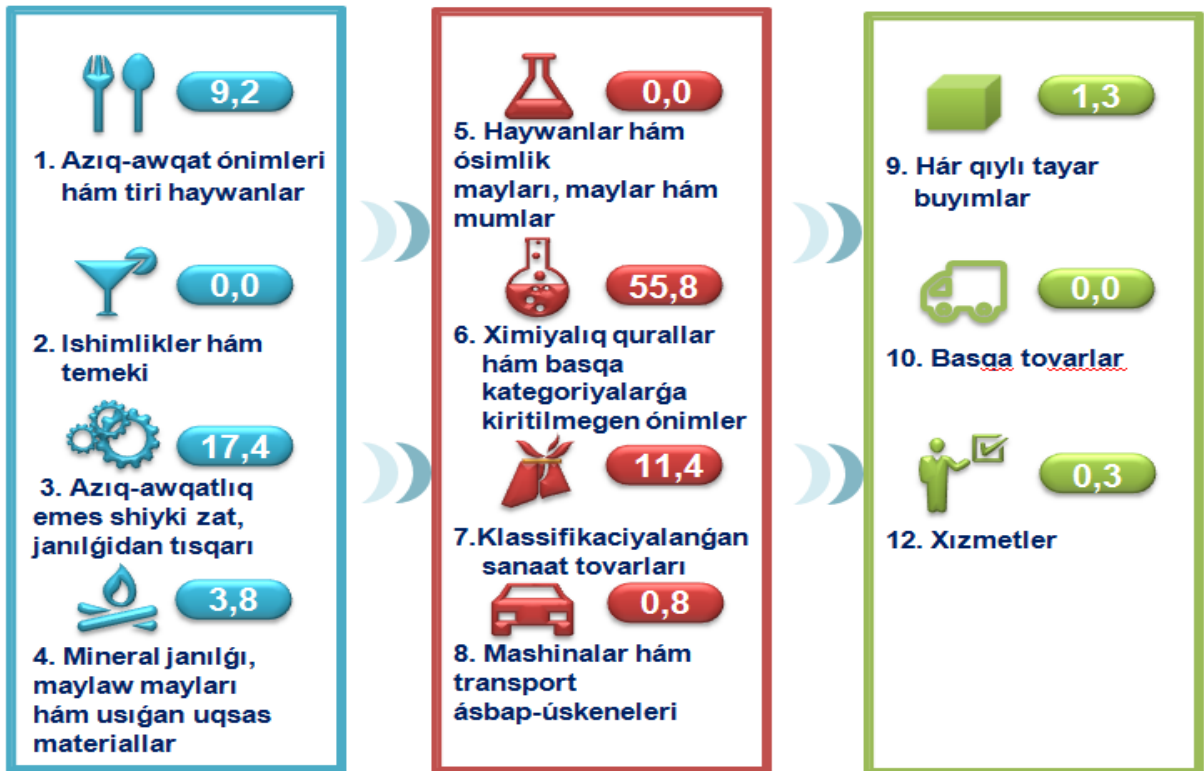 9,2
1. Azıq-awqat ónimleri
hám tiri haywanlar
0,0
2. Ishimlikler hám
temeki
17,4
3. Azıq-awqatlıq
emes shiyki zat,
janılǵidan tısqarı
3,8
4. Mineral janılǵı,
maylaw mayları
hám usıǵan uqsas
materiallar
0,0
5. Haywanlar hám
ósimlik
mayları, maylar hám
mumlar
55,8
6. Ximiyalıq qurallar
hám basqa
kategoriyalarǵa
kiritilmegen ónimler
11,4
7.Klassifikaciyalanǵan
sanaat tovarları
0,8
8. Mashinalar hám
transport
ásbap-úskeneleri
1,3
9. Hár qıylı tayar
buyımlar
0,0
10. Basqa tovarlar
0,3
12. Xızmetler